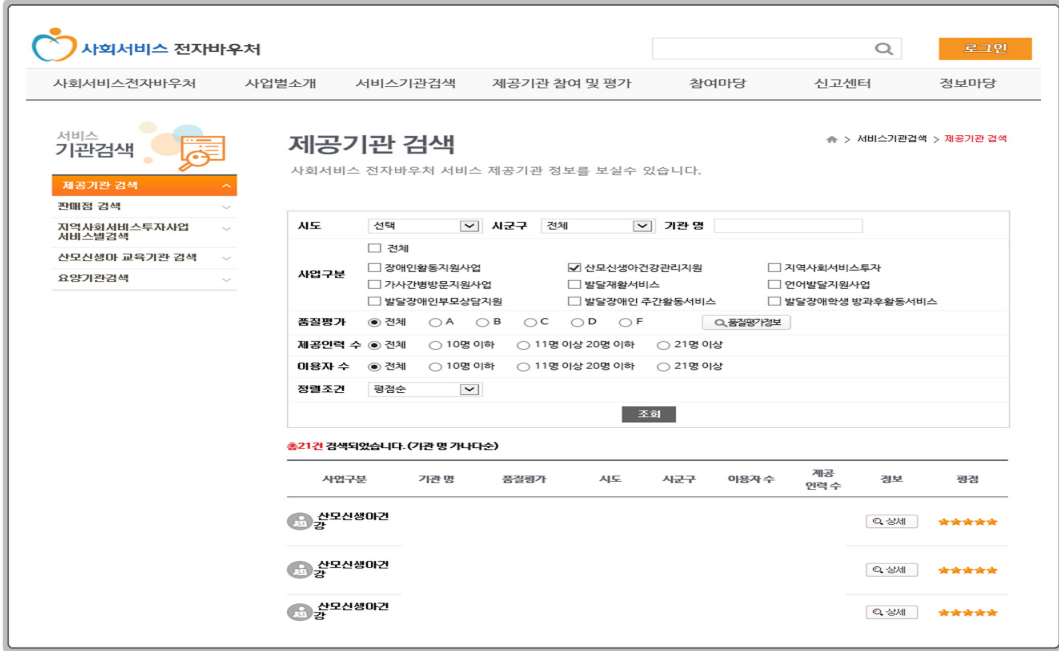 사회서비스 전자바우처
로그인
사회서비스전자바우처 사업별소개 서비스기관검색 제공기관 참여 및 평가 참여마당 신고센터 정보마당
서비스
기관검색
제공기관 검색
판매점 검색
지역사회서비스투자사업
서비스별검색
산모신생아 교육기관 검색
요양기관검색
제공기관 검색
> 서비스기관검색 > 제공기관 검색
사회서비스 전자바우처 서비스 제공기관 정보를 보실수 있습니다.
시도 선택 시군구 전체 기관 명
사업구분
전체
장애인활동지원사업 산모신생아건강관리지원 지역사회서비스투자
가사간병방문지원사업 발달재활서비스 언어발달지원사업
발달장애인부모상담지원 발달장애인 주간활동서비스 발달장애학생 방과후활동서비스
품질평가 전체 A B C D F 품질평가정보
제공인력 수 전체 10명 이하 11명 이상 20명 이하 21명 이상
이용자 수 전체 10명 이하 11명 이상 20명 이하 21명 이상
정렬조건 평점순
조회
총21건 검색되었습니다. (기관 명 가나다순)
사업구분 기관 명 품질평가 시도 시군구 이용자 수 제공
인력 수 정보 평점
산모신생아건
강 상세
산모신생아건
강 상세
산모신생아건
강 상세